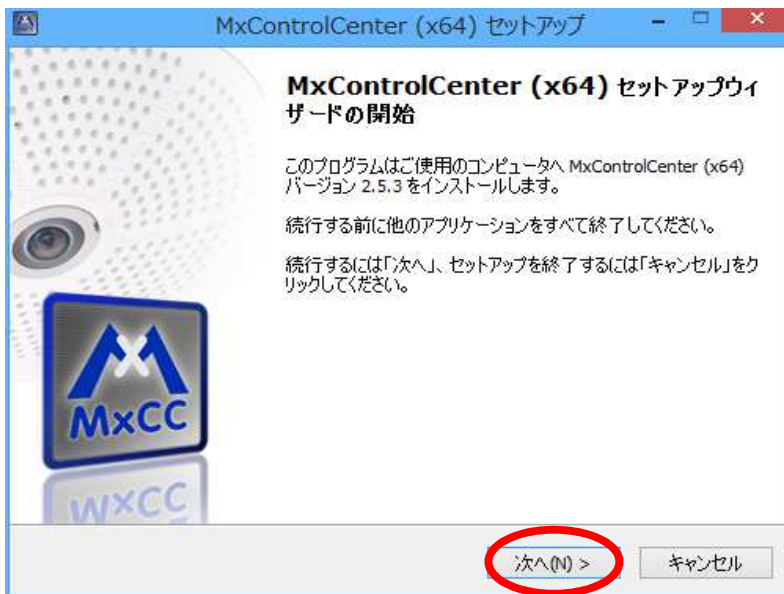 MxControlCenter (x64) セットアップ
MxControlCenter (x64) セットアップウィ
ザードの開始
このプログラムはご使用のコンピュータへ MxControlCenter (x64)
バージョン 2.5.3 をインストールします。
続行する前に他のアプリケーションをすべて終了してください。
続行するには「次へ」、セットアップを終了するには「キャンセル」をク
リックしてください。
MxCC
次へ(N) >
キャンセル